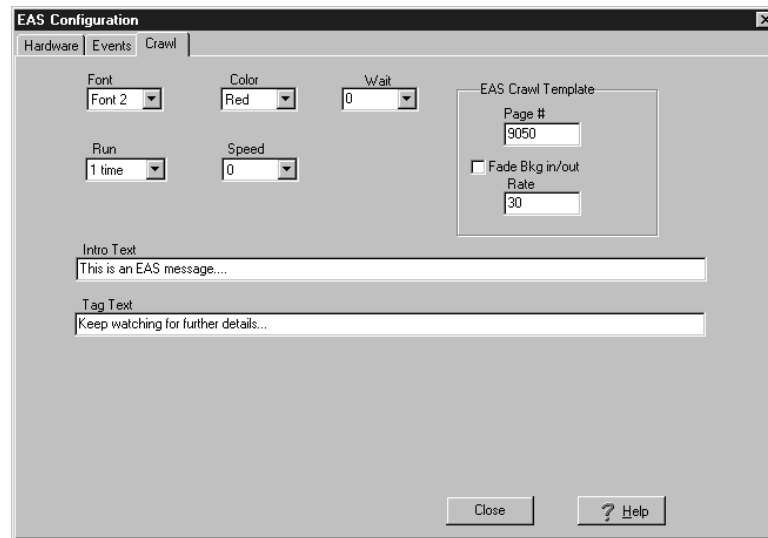 EAS Configuration
Hardware Events Crawl
Font Color Wait
Font 2 Red 0
EAS Crawl Template
Page #
9050
Run Speed
1 time 0
Fade Bkg in/out
Rate
30
Intro Text
This is an EAS message....
Tag Text
Keep watching for further details...
Close ? Help